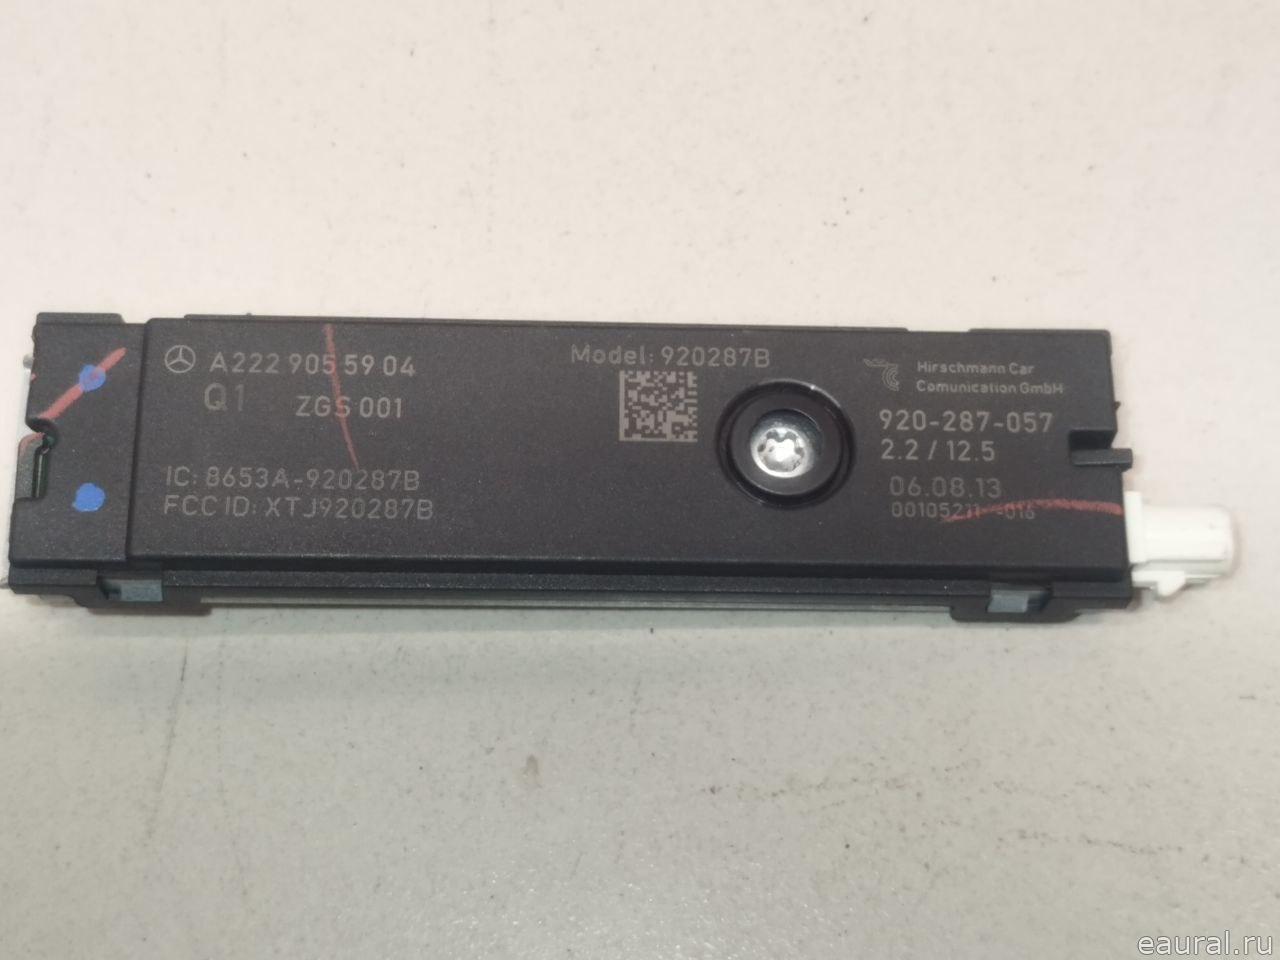 A222 905 59 04
Q1 ZGS 001
IC: 8653A-920287B
FCC ID: XTJ920287B
Model: 920287B
Hirschmann Car
Comunication GmbH
920-287-057
2.2 / 12.5
06.08.13
eaural.ru